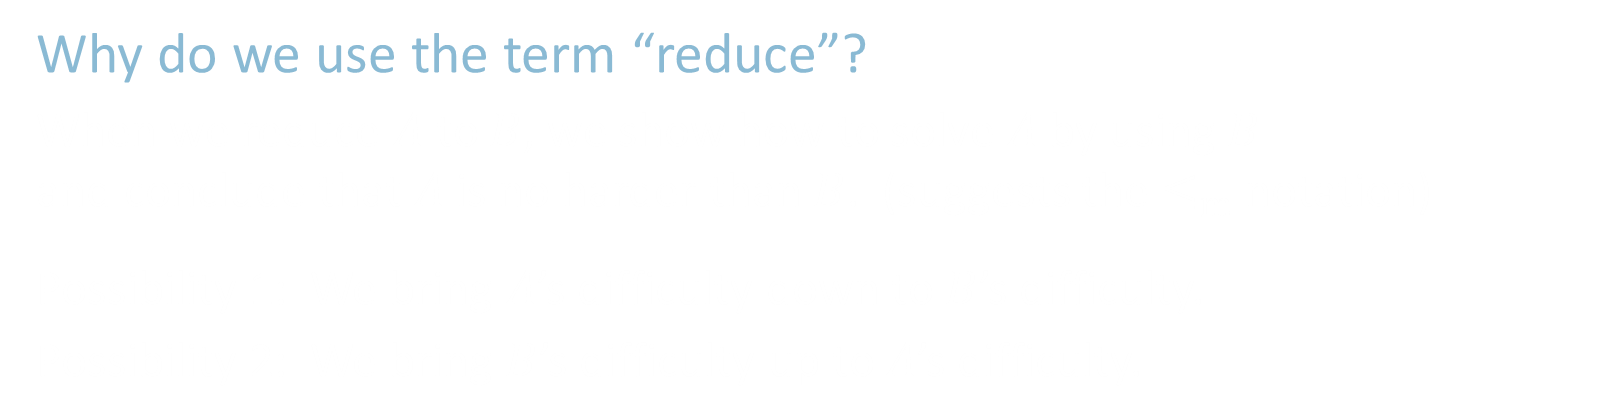 Why do we use the term “reduce”?